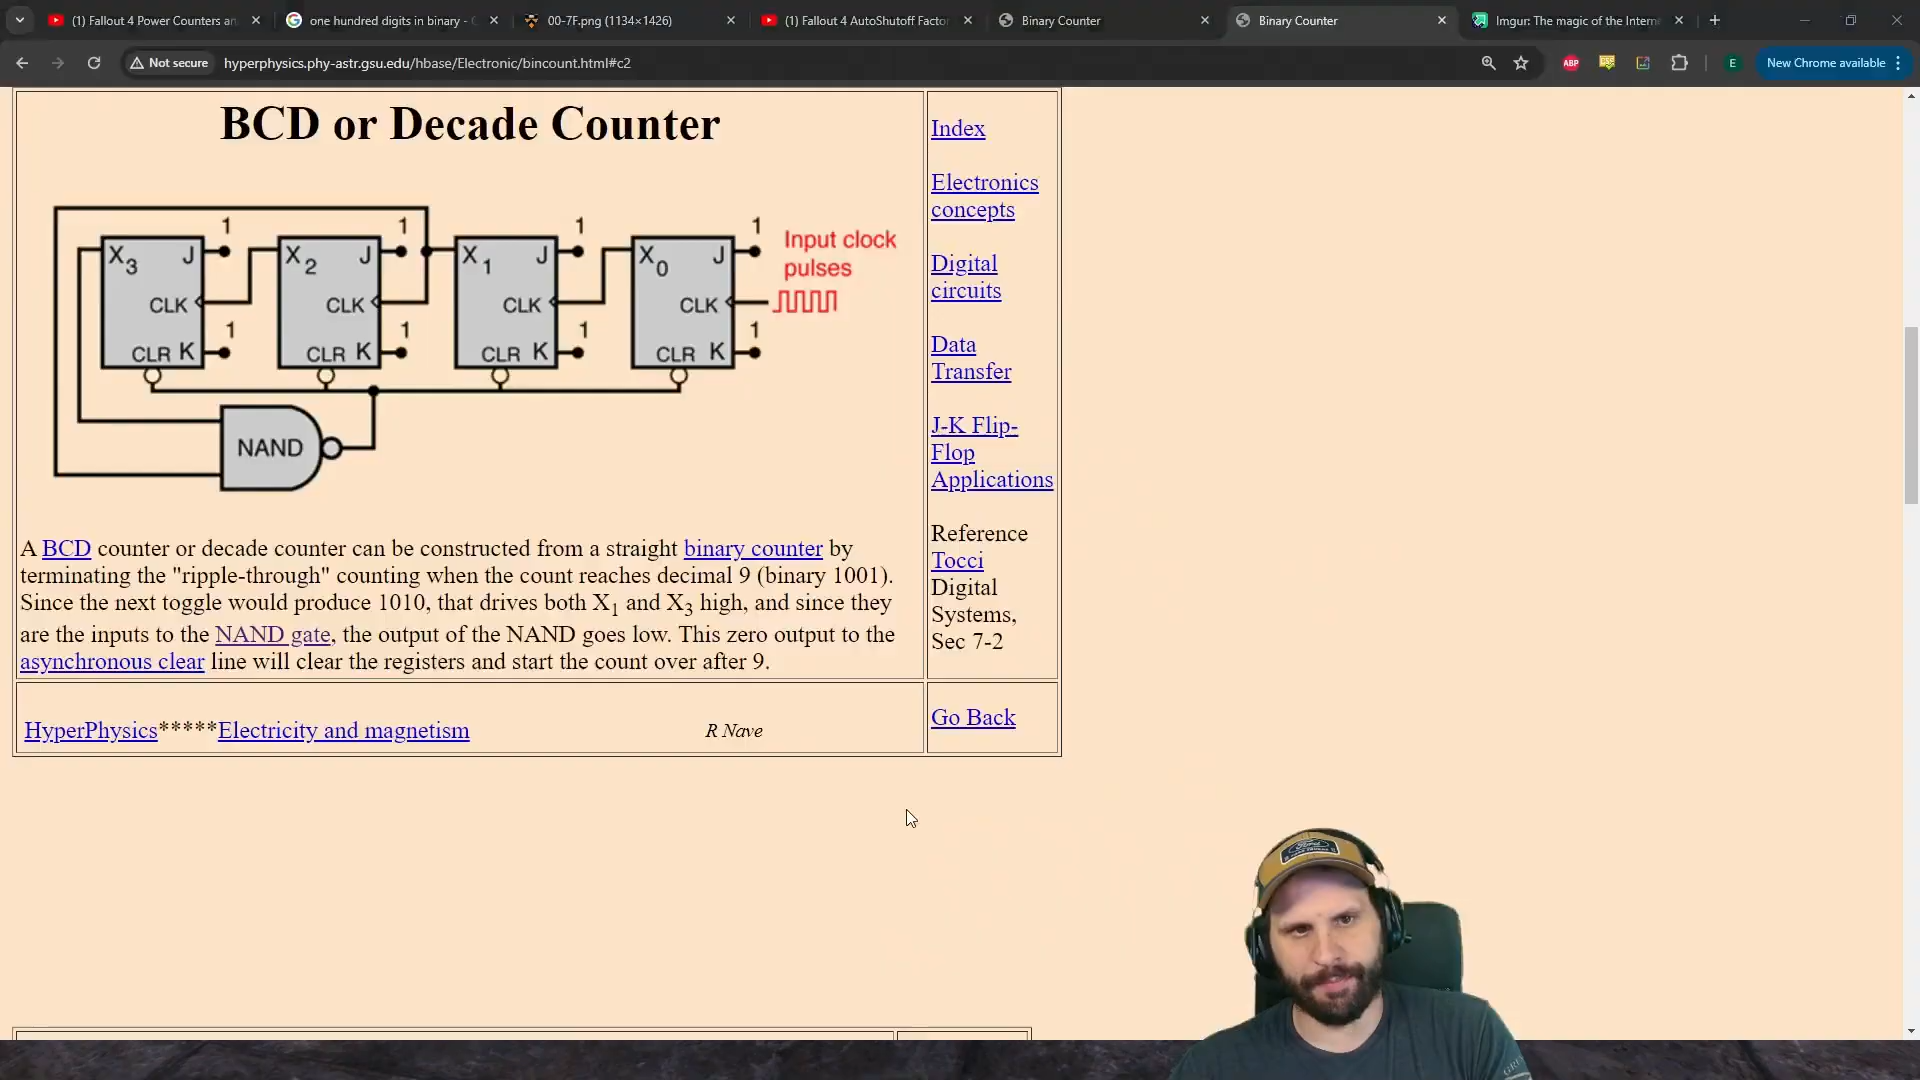 (1) Fallout 4 Power Counters an
one hundred digits in binary - G
00-7F.png (1134×1426)
(1) Fallout 4 AutoShutoff Factor
Binary Counter
Binary Counter
Imgur: The magic of the Intern
Not secure
hyperphysics.phy-astr.gsu.edu/hbase/Electronic/bincount.html#c2
ABP
E
New Chrome available
BCD or Decade Counter
X3 J 1
CLK
CLR K 1
X2 J 1
CLK
CLR K 1
X1 J 1
CLK
CLR K 1
X0 J 1
CLK
CLR K 1
Input clock
pulses
NAND
A BCD counter or decade counter can be constructed from a straight binary counter by
terminating the "ripple-through" counting when the count reaches decimal 9 (binary 1001).
Since the next toggle would produce 1010, that drives both X1 and X3 high, and since they
are the inputs to the NAND gate, the output of the NAND goes low. This zero output to the
asynchronous clear line will clear the registers and start the count over after 9.
Index
Electronics
concepts
Digital
circuits
Data
Transfer
J-K Flip-
Flop
Applications
Reference
Tocci
Digital
Systems,
Sec 7-2
HyperPhysics*****Electricity and magnetism
R Nave
Go Back
Ford